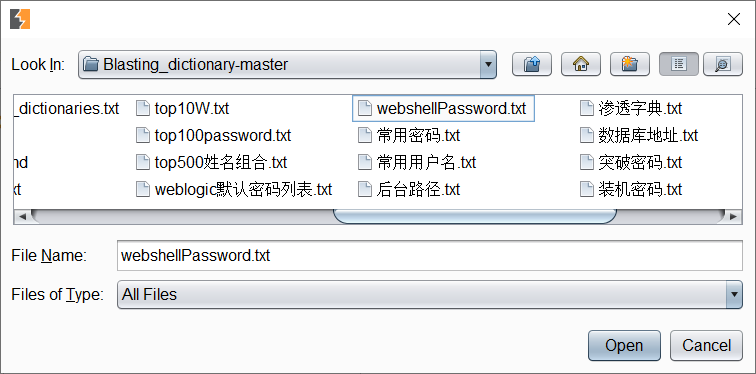 Look In: Blasting_dictionary-master
_dictionaries.txt top10W.txt webshellPassword.txt 渗透字典.txt
top100password.txt 常用密码.txt 数据库地址.txt
nd top500姓名组合.txt 常用用户名.txt 突破密码.txt
xt weblogic默认密码列表.txt 后台路径.txt 装机密码.txt
File Name: webshellPassword.txt
Files of Type: All Files
Open Cancel